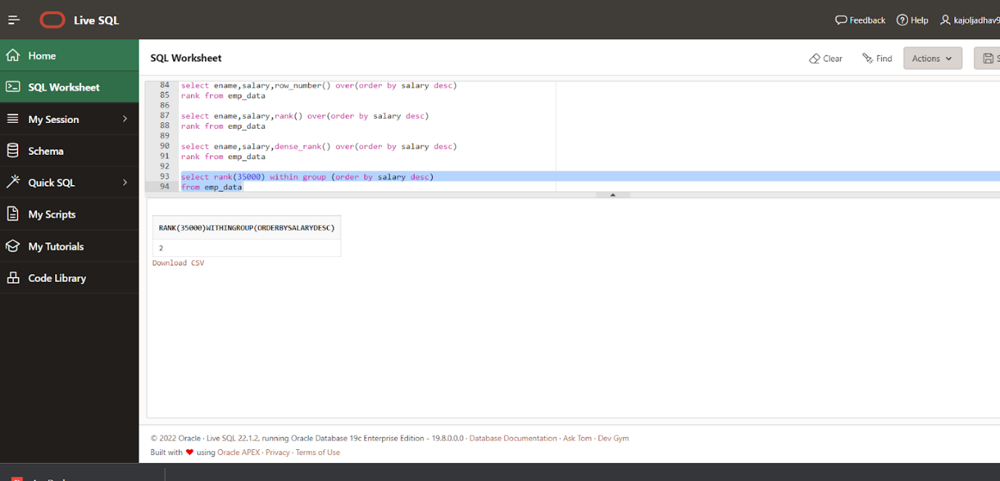 Live SQL
Feedback
Help
kajoljadhav9
Home
SQL Worksheet
My Session
Schema
Quick SQL
My Scripts
My Tutorials
Code Library
SQL Worksheet
Clear
Find
Actions
S
84 select ename,salary,row_number() over(order by salary desc)
85 rank from emp_data
86
87 select ename,salary,rank() over(order by salary desc)
88 rank from emp_data
89
90 select ename,salary,dense_rank() over(order by salary desc)
91 rank from emp_data
92
93 select rank(35000) within group (order by salary desc)
94 from emp_data
RANK(35000)WITHINGROUP(ORDERBYSALARYDESC)
2
Download CSV
© 2022 Oracle · Live SQL 22.1.2, running Oracle Database 19c Enterprise Edition - 19.8.0.0.0 · Database Documentation · Ask Tom · Dev Gym
Built with ❤ using Oracle APEX · Privacy · Terms of Use